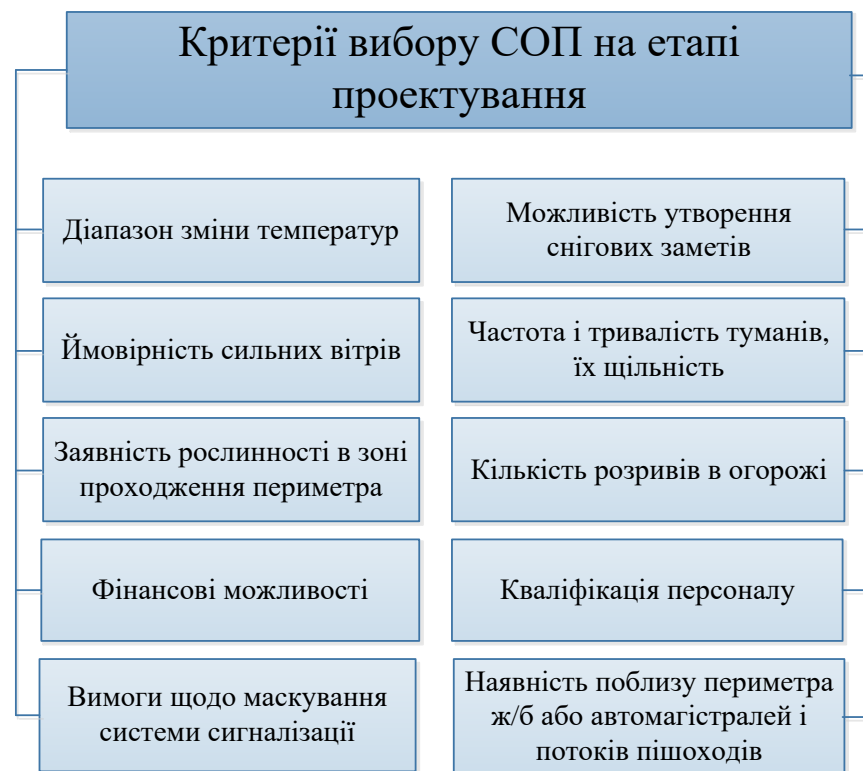 Критерії вибору СОП на етапі
проектування
Діапазон зміни температур
Можливість утворення
снігових заметів
Ймовірність сильних вітрів
Частота і тривалість туманів,
їх щільність
Заявність рослинності в зоні
проходження периметра
Кількість розривів в огорожі
Фінансові можливості
Кваліфікація персоналу
Вимоги щодо маскування
системи сигналізації
Наявність поблизу периметра
ж/б або автомагістралей і
потоків пішоходів